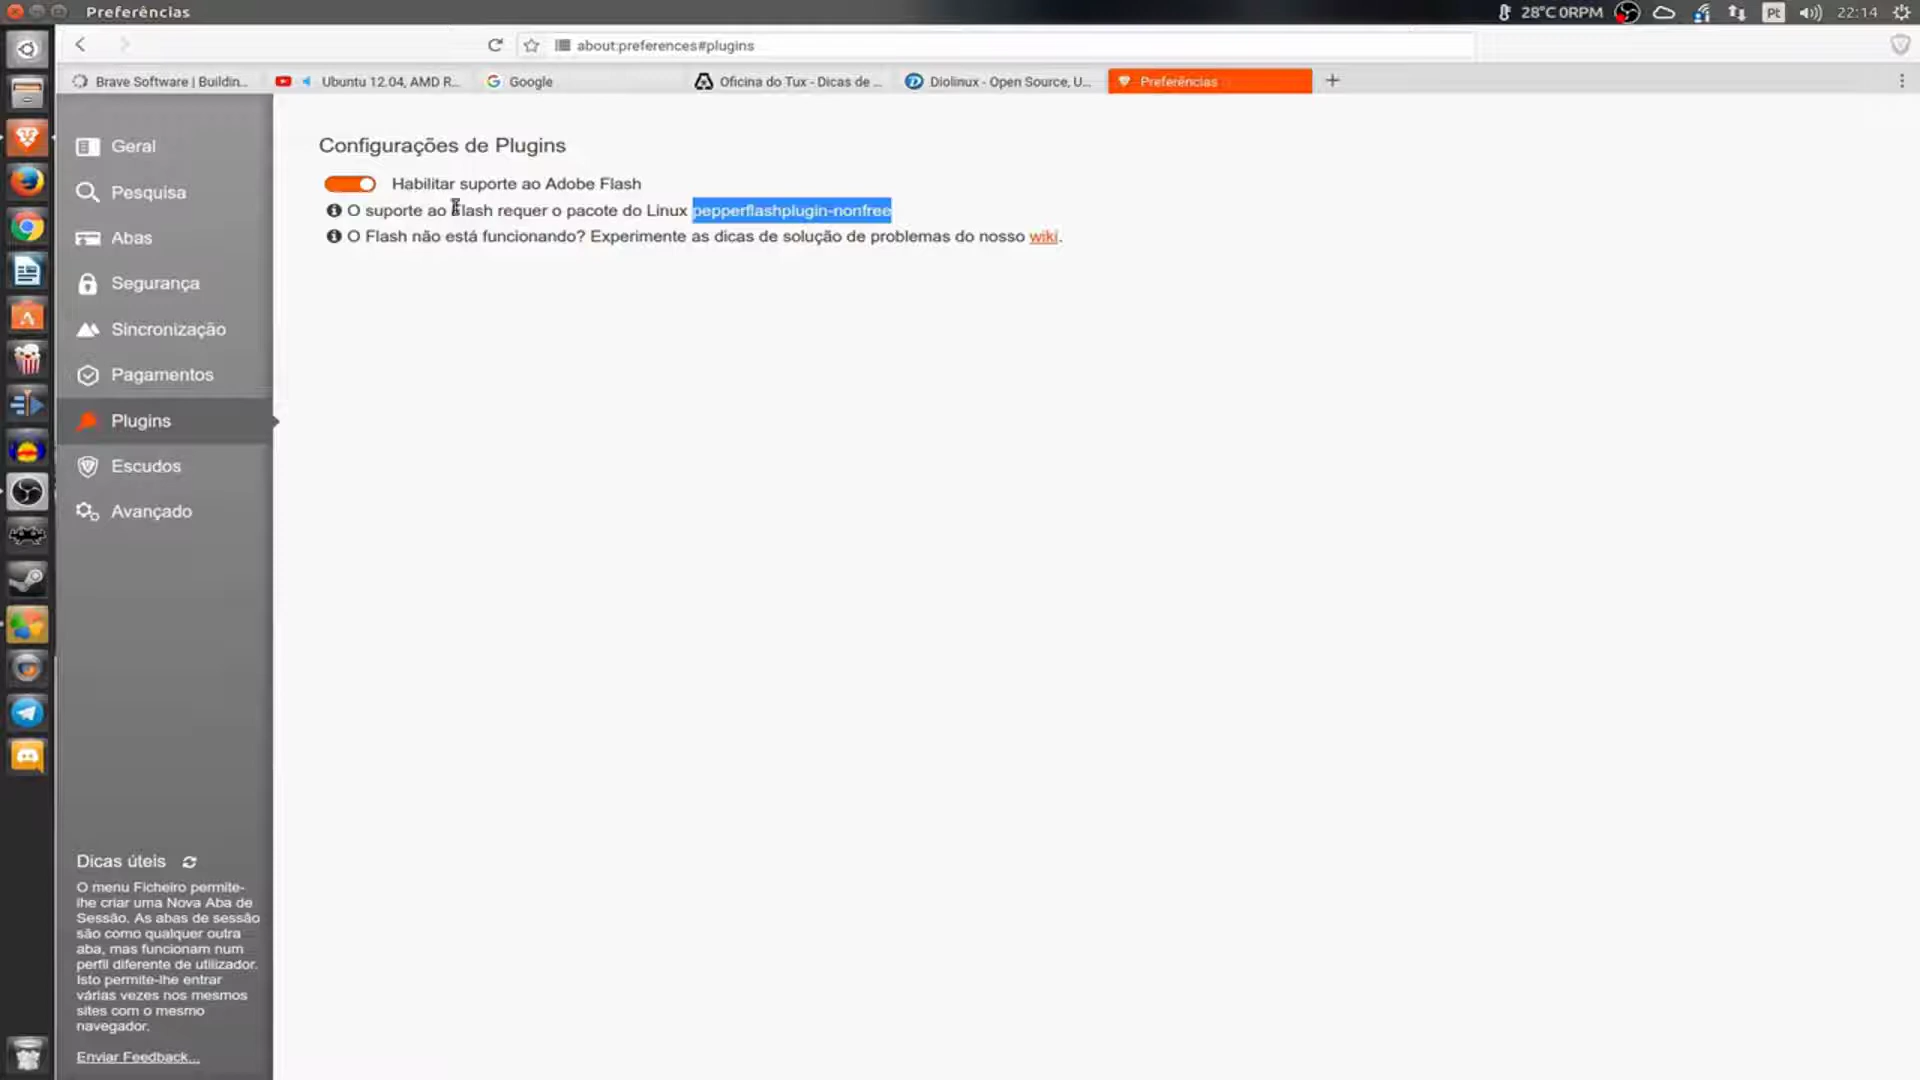 Preferências
28°C 0RPM
Pt
22:14
about:preferences#plugins
Brave Software | Buildin...
Ubuntu 12.04, AMD R...
Google
Oficina do Tux - Dicas de ...
Diolinux - Open Source, U...
Preferências
Geral
Pesquisa
Abas
Segurança
Sincronização
Pagamentos
Plugins
Escudos
Avançado
Configurações de Plugins
Habilitar suporte ao Adobe Flash
O suporte ao Flash requer o pacote do Linux pepperflashplugin-nonfree
O Flash não está funcionando? Experimente as dicas de solução de problemas do nosso wiki.
Dicas úteis
O menu Ficheiro permite-
lhe criar uma Nova Aba de
Sessão. As abas de sessão
são como qualquer outra
aba, mas funcionam num
perfil diferente de utilizador.
Isto permite-lhe entrar
várias vezes nos mesmos
sites com o mesmo
navegador.
Enviar Feedback...